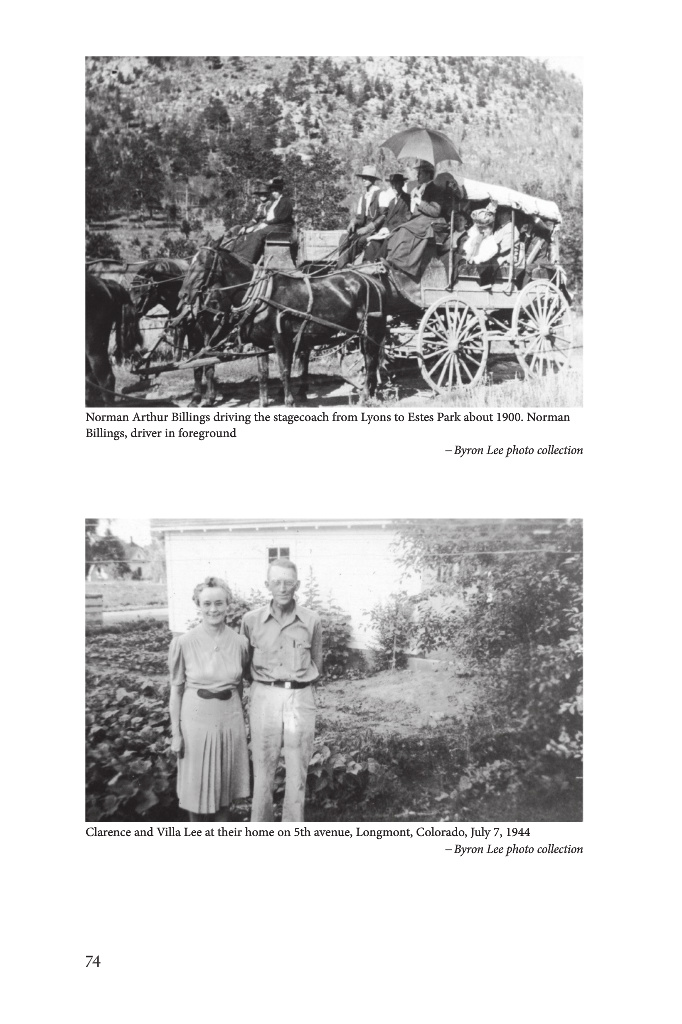 Norman Arthur Billings driving the stagecoach from Lyons to Estes Park about 1900. Norman
Billings, driver in foreground
– Byron Lee photo collection
Clarence and Villa Lee at their home on 5th avenue, Longmont, Colorado, July 7, 1944
– Byron Lee photo collection
74